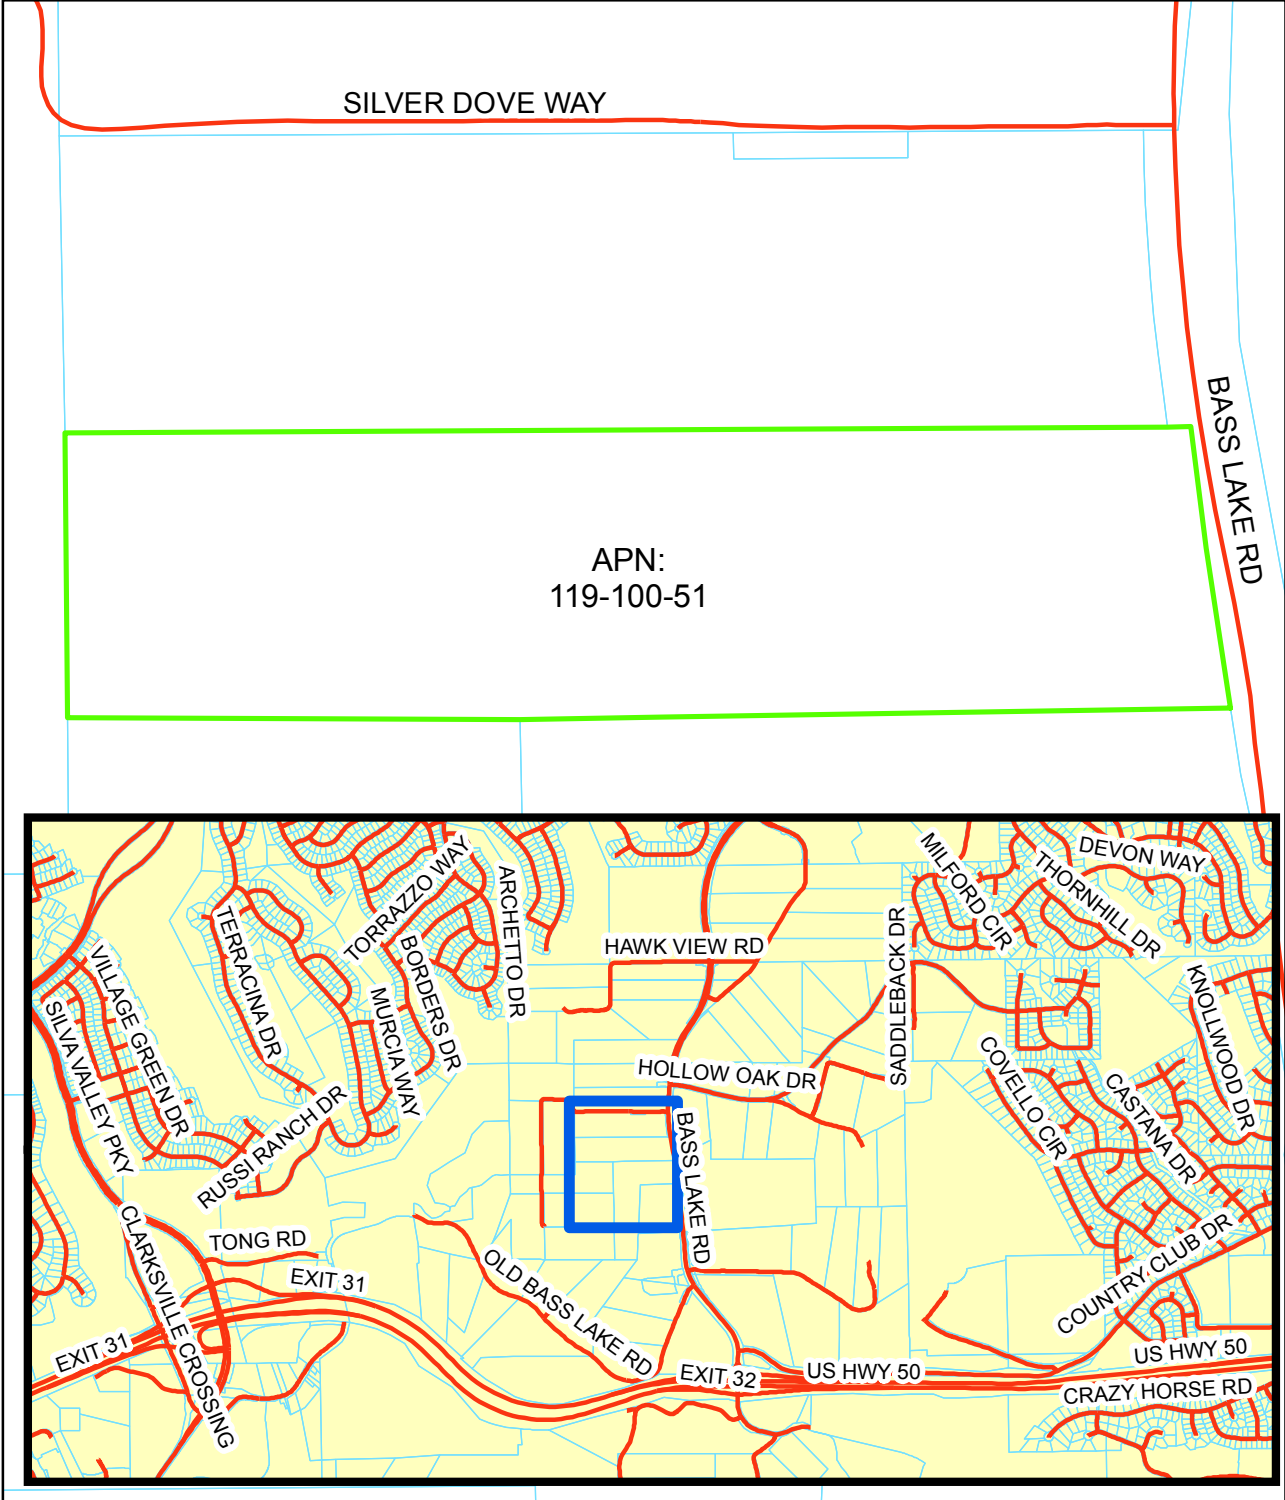 SILVER DOVE WAY
BASS LAKE RD
APN:
119-100-51
DEVON WAY
MILFORD CIR
THORNHILL DR
TORRAZZO WAY
ARCHETTO DR
TERRACINA DR
BORDERS DR
HAWK VIEW RD
SADDLEBACK DR
VILLAGE GREEN DR
KNOLLWOOD DR
SILVA VALLEY PKY
MURCIA WAY
HOLLOW OAK DR
COVELLO CIR
CASTANA DR
RUSSI RANCH DR
BASS LAKE RD
CLARKSVILLE CROSSING
TONG RD
EXIT 31
OLD BASS LAKE RD
COUNTRY CLUB DR
EXIT 31
EXIT 32
US HWY 50
US HWY 50
CRAZY HORSE RD